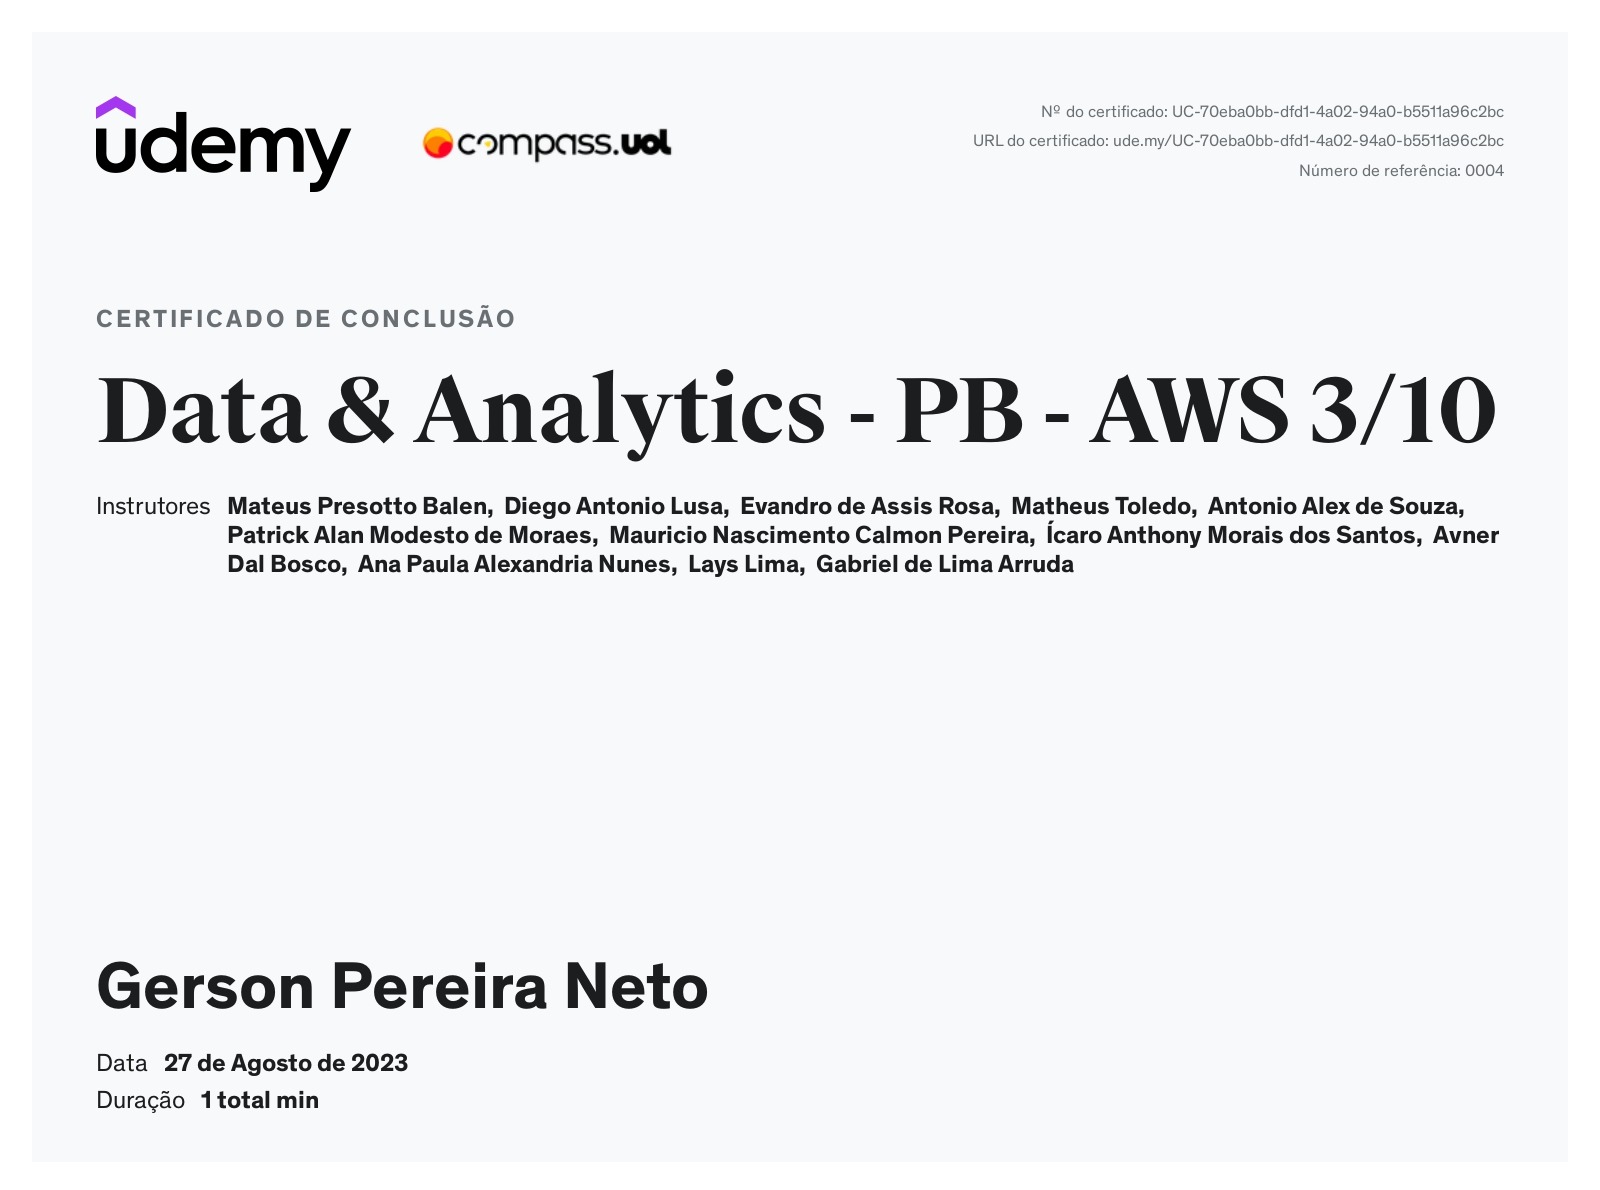 udemy
compass.uol
Nº do certificado: UC-70eba0bb-dfd1-4a02-94a0-b5511a96c2bc
URL do certificado: ude.my/UC-70eba0bb-dfd1-4a02-94a0-b5511a96c2bc
Número de referência: 0004
CERTIFICADO DE CONCLUSÃO
Data & Analytics - PB - AWS 3/10
Instrutores Mateus Presotto Balen, Diego Antonio Lusa, Evandro de Assis Rosa, Matheus Toledo, Antonio Alex de Souza,
Patrick Alan Modesto de Moraes, Mauricio Nascimento Calmon Pereira, Ícaro Anthony Morais dos Santos, Avner
Dal Bosco, Ana Paula Alexandria Nunes, Lays Lima, Gabriel de Lima Arruda
Gerson Pereira Neto
Data 27 de Agosto de 2023
Duração 1 total min